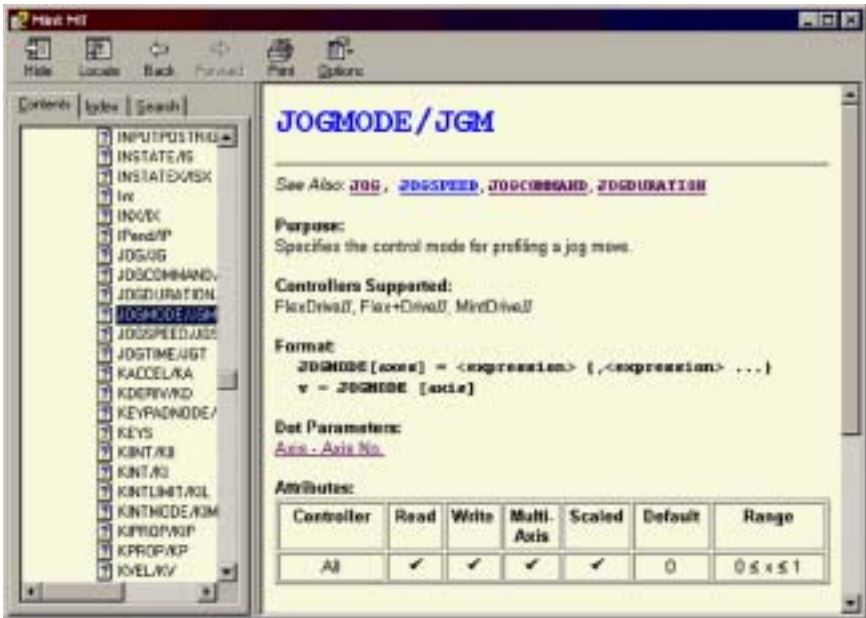 Mint MT
Hide Locate Back Forward Print Options
Contents Index Search
INPUTPOSTRIG
INSTATE/IS
INSTATEX/ISX
Int
INX/IX
IPend/IP
JOG/JG
JOGCOMMAND/
JOGDURATION
JOGMODE/JGM
JOGSPEED/JGS
JOGTIME/JGT
KACCEL/KA
KDERIV/KD
KEYPADNODE/
KEYS
KINT/KI
KINTLIMIT/KIL
KINTMODE/KIM
KIPROP/KIP
KPROP/KP
KVEL/KV
JOGMODE/JGM
See Also: JOG, JOGSPEED, JOGCOMMAND, JOGDURATION
Purpose:
Specifies the control mode for profiling a jog move.
Controllers Supported:
FlexDriveII, Flex+DriveII, MintDriveII
Format:
JOGMODE[axes] = <expression> {,<expression> ...}
v = JOGMODE [axis]
Dot Parameters:
Axis - Axis No.
Attributes:
Controller Read Write Multi-Axis Scaled Default Range
All ✔ ✔ ✔ ✔ 0 0 ≤ x ≤ 1